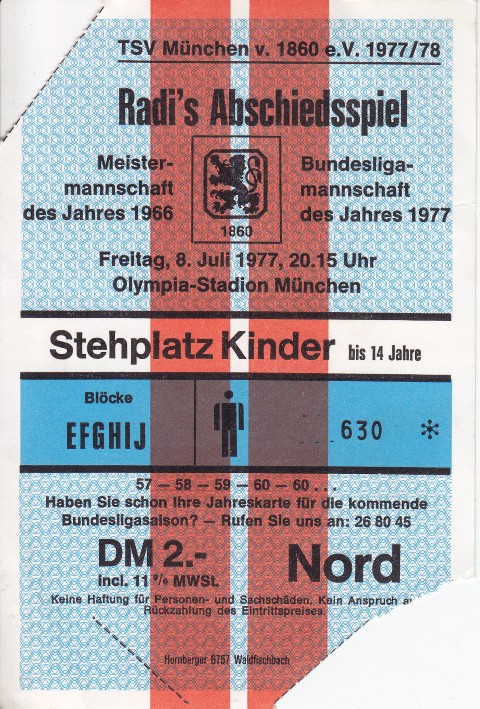 TSV München v. 1860 e.V. 1977/78
Radi's Abschiedsspiel
Meister-
mannschaft
des Jahres 1966
1860
Bundesliga-
mannschaft
des Jahres 1977
Freitag, 8. Juli 1977, 20.15 Uhr
Olympia-Stadion München
Stehplatz Kinder bis 14 Jahre
Blöcke
EFGHIJ
630 *
57 – 58 – 59 – 60 – 60 ...
Haben Sie schon Ihre Jahreskarte für die kommende
Bundesligasaison? – Rufen Sie uns an: 26 80 45
DM 2.-
incl. 11 % MWSt.
Nord
Keine Haftung für Personen- und Sachschäden. Kein Anspruch
Rückzahlung des Eintrittspreises.
Hornberger 6757 Waldfischbach